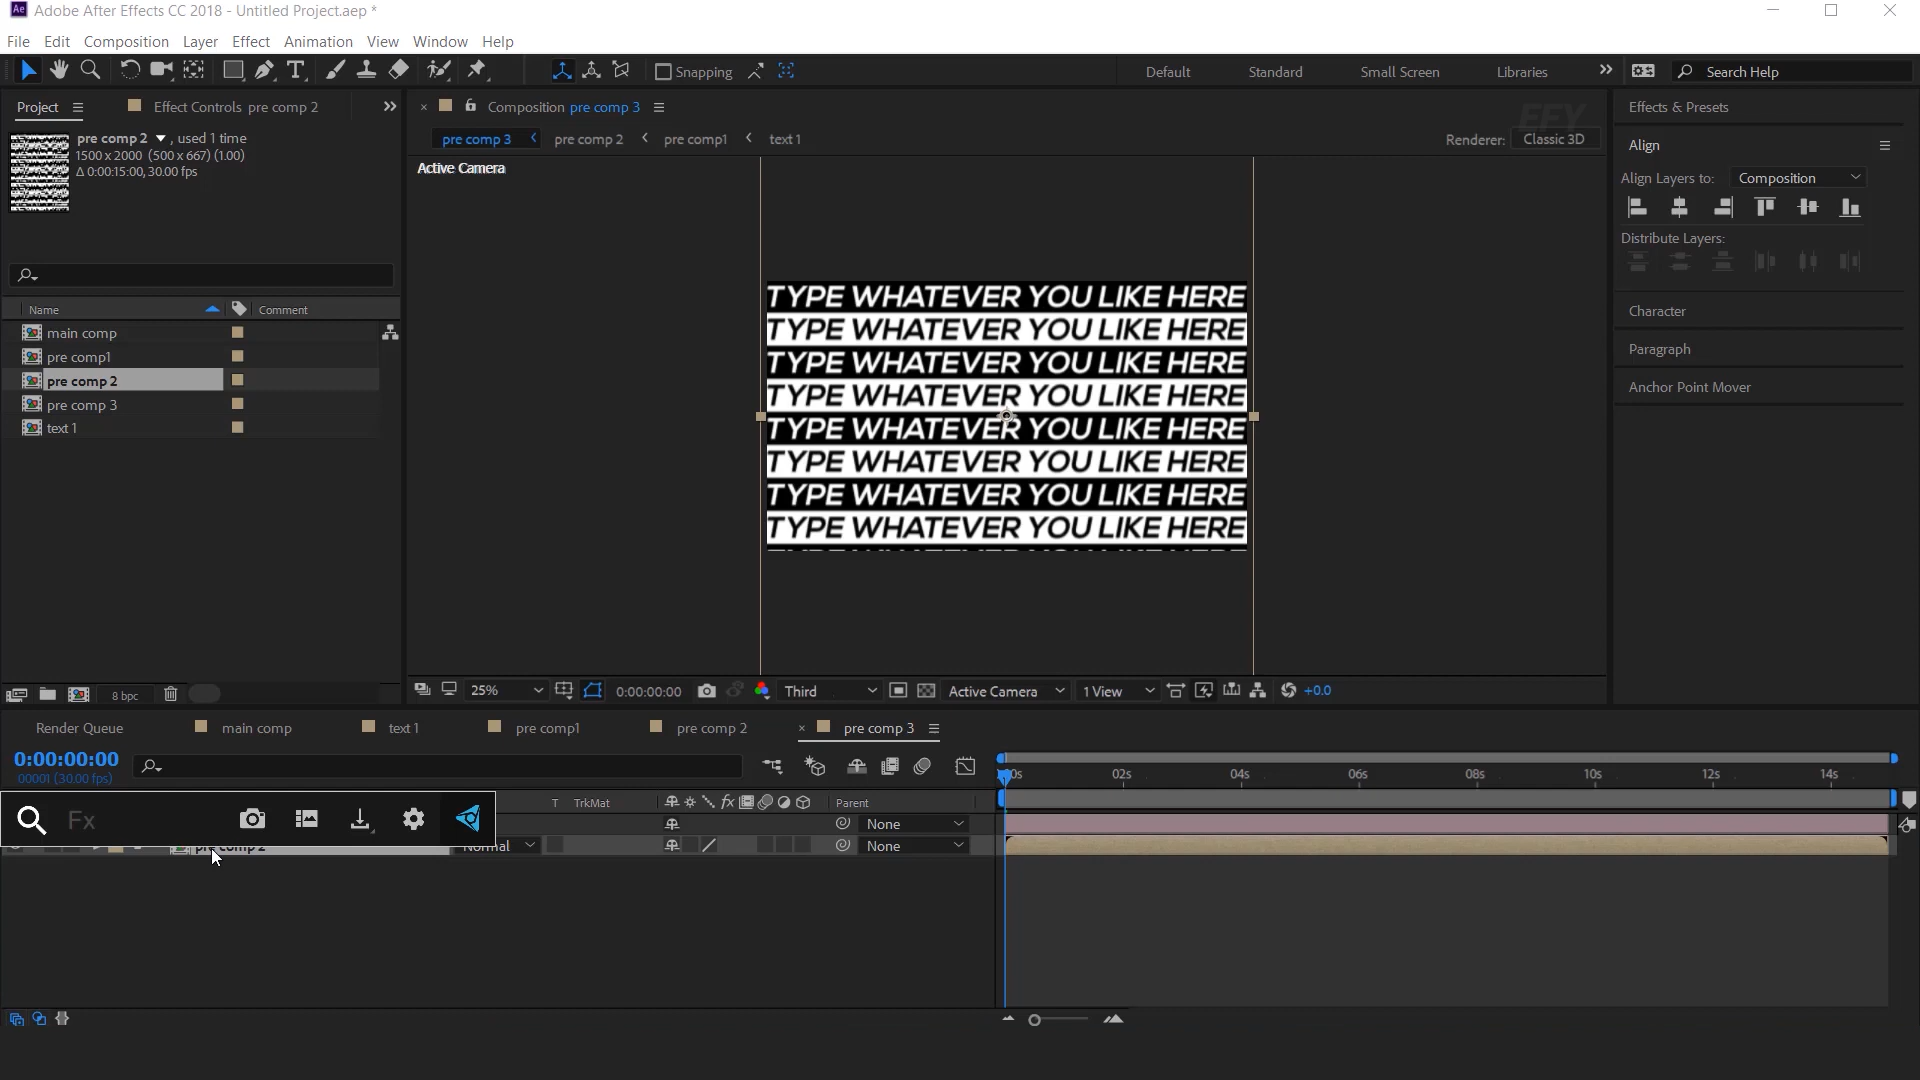 Ae Adobe After Effects CC 2018 - Untitled Project.aep *
File Edit Composition Layer Effect Animation View Window Help
Snapping Default Standard Small Screen Libraries Search Help
Project Effect Controls pre comp 2
Composition pre comp 3
Effects & Presets
pre comp 2 , used 1 time
1500 x 2000 (500 x 667) (1.00)
Δ 0:00:15:00, 30.00 fps
pre comp 3 pre comp 2 pre comp1 text 1
EFY
Renderer: Classic 3D
Active Camera
Align
Align Layers to: Composition
Distribute Layers:
Character
Paragraph
Anchor Point Mover
Name Comment
main comp
pre comp1
pre comp 2
pre comp 3
text 1
TYPE WHATEVER YOU LIKE HERE
TYPE WHATEVER YOU LIKE HERE
TYPE WHATEVER YOU LIKE HERE
TYPE WHATEVER YOU LIKE HERE
TYPE WHATEVER YOU LIKE HERE
TYPE WHATEVER YOU LIKE HERE
TYPE WHATEVER YOU LIKE HERE
TYPE WHATEVER YOU LIKE HERE
8 bpc
25% 0:00:00:00 Third Active Camera 1 View +0.0
Render Queue main comp text 1 pre comp1 pre comp 2 pre comp 3
0:00:00:00
00001 (30.00 fps)
00s 02s 04s 06s 08s 10s 12s 14s
T TrkMat Parent
Fx
None
pre comp 2 Normal None